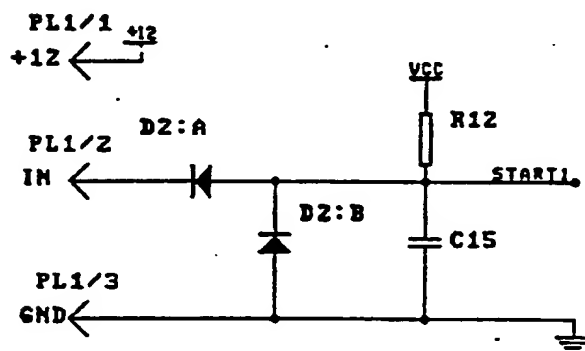 PL1/1
+12
+12
VCC
D2:A
R12
PL1/2
IN
START1
D2:B
C15
PL1/3
GND